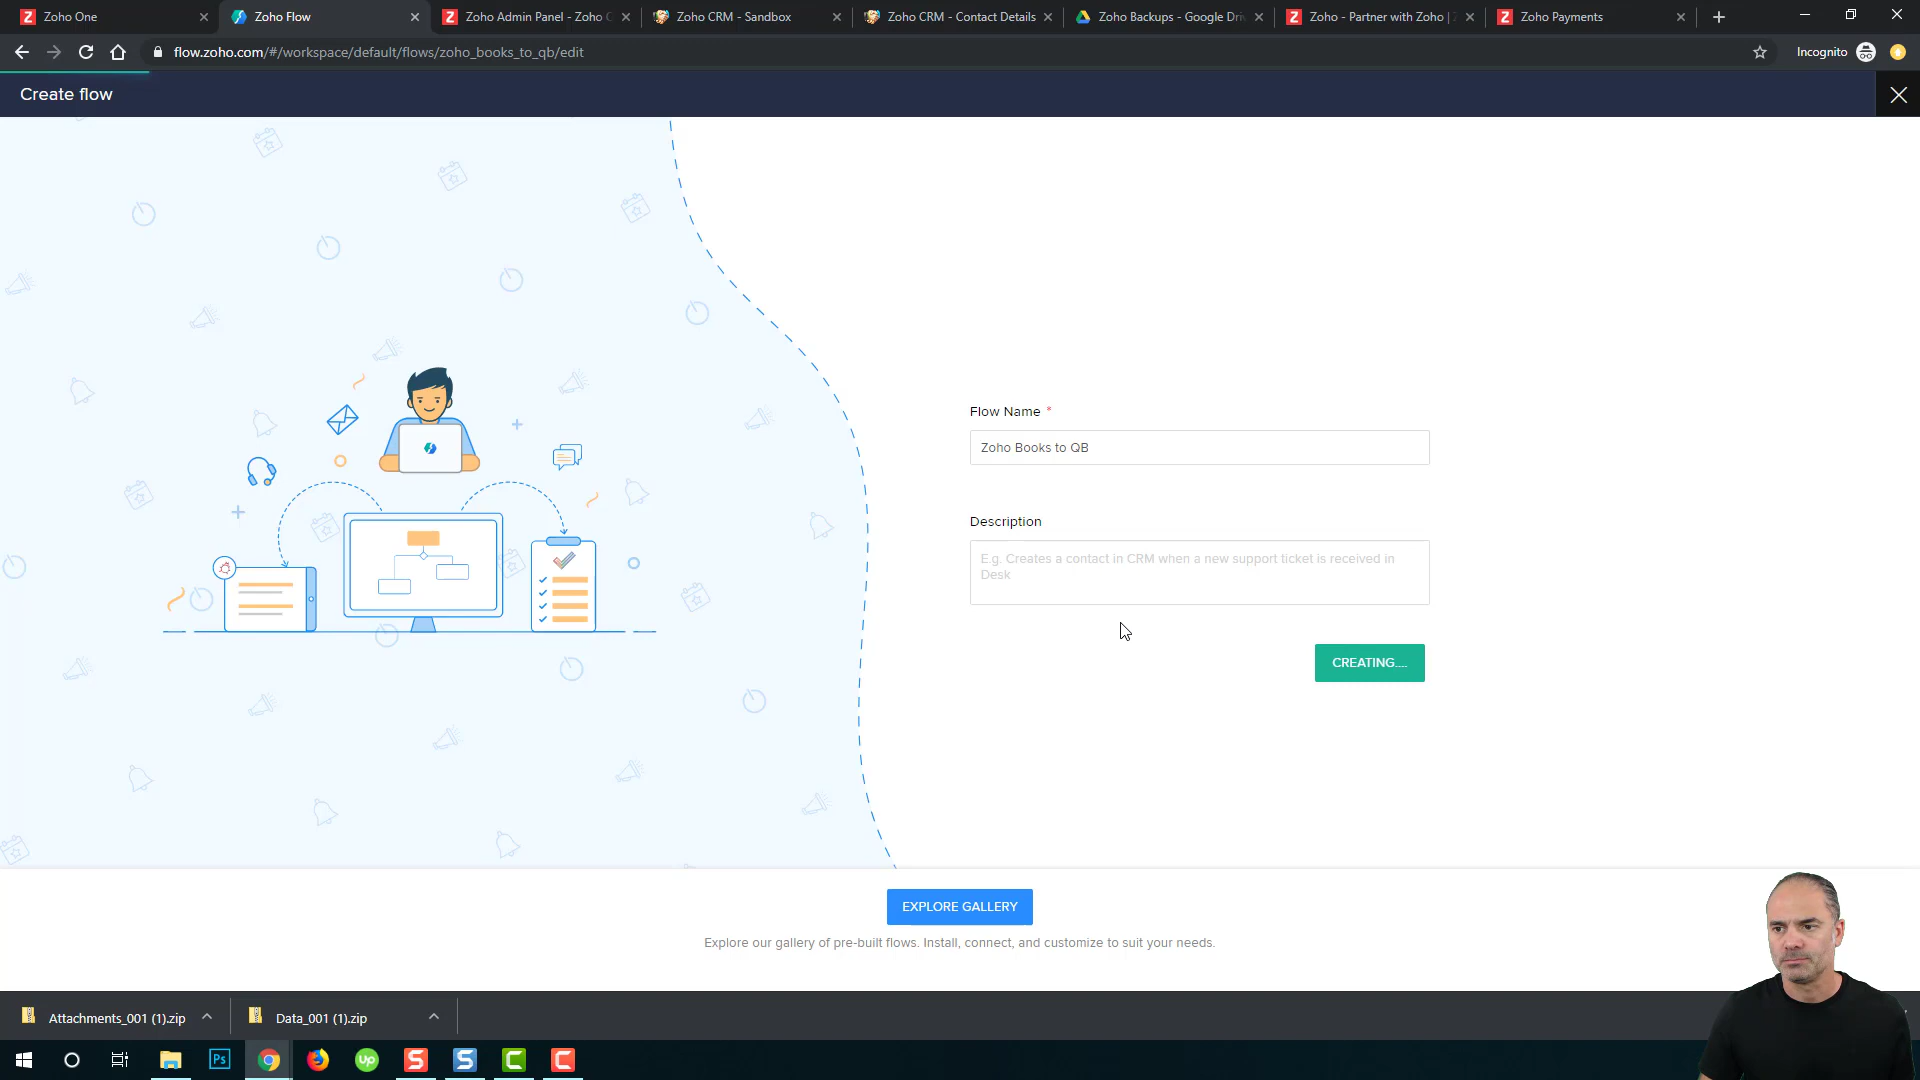 Zoho One
Zoho Flow
Zoho Admin Panel - Zoho
Zoho CRM - Sandbox
Zoho CRM - Contact Details
Zoho Backups - Google Dri
Zoho - Partner with Zoho |
Zoho Payments
flow.zoho.com/#/workspace/default/flows/zoho_books_to_qb/edit
Incognito
Create flow
Flow Name *
Zoho Books to QB
Description
E.g. Creates a contact in CRM when a new support ticket is received in
Desk
CREATING....
EXPLORE GALLERY
Explore our gallery of pre-built flows. Install, connect, and customize to suit your needs.
Attachments_001 (1).zip
Data_001 (1).zip
Ps
Up
S
S
C
C